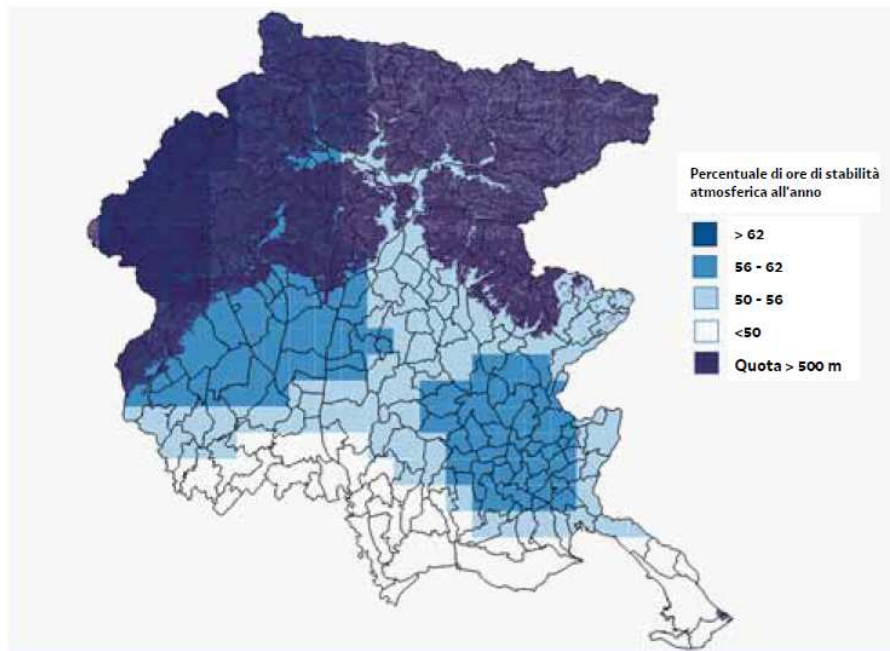 Percentuale di ore di stabilità
atmosferica all'anno
> 62
56 - 62
50 - 56
<50
Quota > 500 m